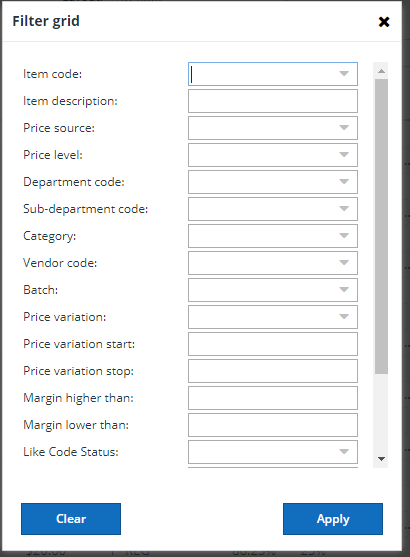 Filter grid
Item code:
Item description:
Price source:
Price level:
Department code:
Sub-department code:
Category:
Vendor code:
Batch:
Price variation:
Price variation start:
Price variation stop:
Margin higher than:
Margin lower than:
Like Code Status:
Clear Apply